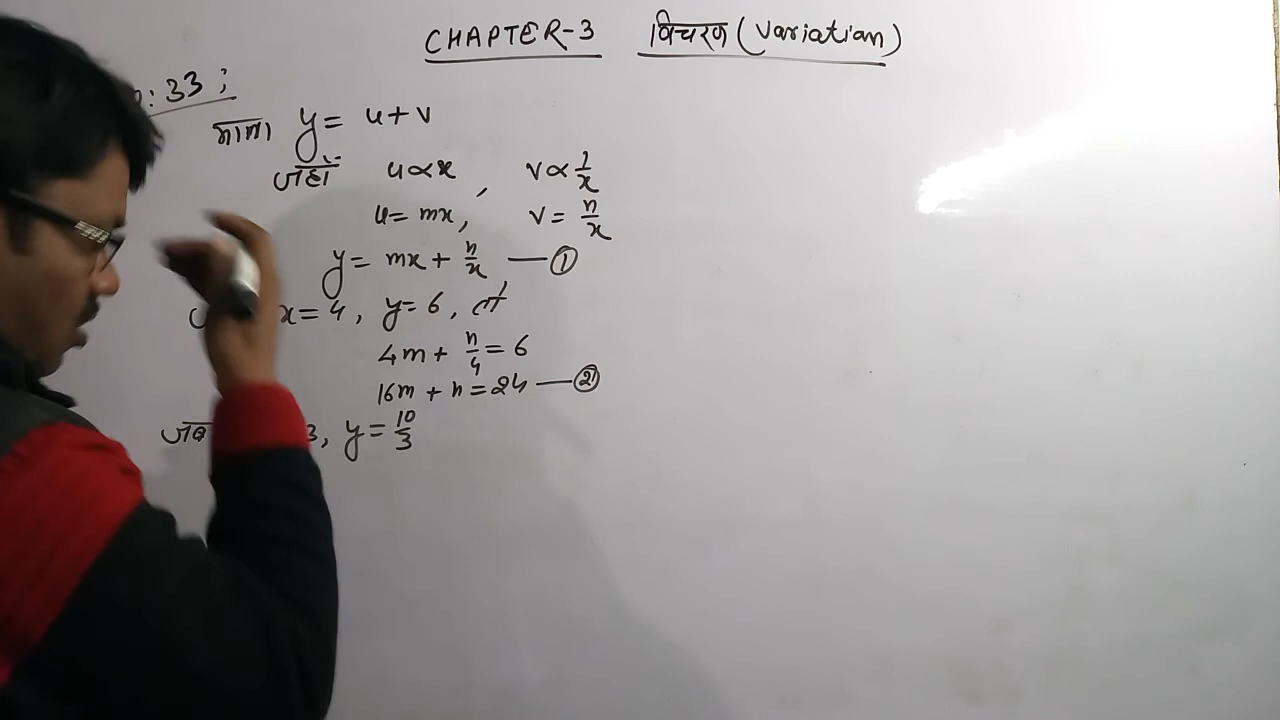 CHAPTER-3 विचरण (Variation)
: 33 ;
माना y = u + v
जहाँ u ∝ x , v ∝ 1/x
u = mx, v = n/x
y = mx + n/x — ①
x = 4, y = 6, तो
4m + n/4 = 6
16m + n = 24 — ②
जब 3, y = 10/3